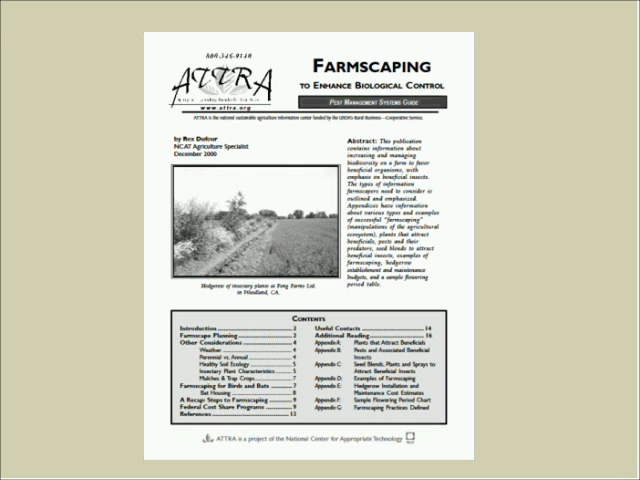 800-346-9140
ATTRA
www.attra.org
FARMSCAPING
TO ENHANCE BIOLOGICAL CONTROL
PEST MANAGEMENT SYSTEMS GUIDE
ATTRA is the national sustainable agriculture information center funded by the USDA's Rural Business—Cooperative Service.
by Rex Dufour
NCAT Agriculture Specialist
December 2000
Hedgerow of insectary plants at Fong Farms Ltd.
in Woodland, CA.
Abstract: This publication
contains information about
increasing and managing
biodiversity on a farm to favor
beneficial organisms, with
emphasis on beneficial insects.
The types of information
farmscapers need to consider is
outlined and emphasized.
Appendices have information
about various types and examples
of successful "farmscaping"
(manipulations of the agricultural
ecosystem), plants that attract
beneficials, pests and their
predators, seed blends to attract
beneficial insects, examples of
farmscaping, hedgerow
establishment and maintenance
budgets, and a sample flowering
period table.
CONTENTS
Introduction 2
Farmscape Planning 2
Other Considerations 4
Weather 4
Perennial vs. Annual 4
Healthy Soil Ecology 5
Insectary Plant Characteristics 5
Mulches & Trap Crops 7
Farmscaping for Birds and Bats 7
Bat Housing 8
A Recap: Steps to Farmscaping 9
Federal Cost Share Programs 9
References 12
Useful Contacts 14
Additional Reading 16
Appendix A: Plants that Attract Beneficials
Appendix B: Pests and Associated Beneficial
Insects
Appendix C: Seed Blends, Plants and Sprays to
Attract Beneficial Insects
Appendix D: Examples of Farmscaping
Appendix E: Hedgerow Installation and
Maintenance Cost Estimates
Appendix F: Sample Flowering Period Chart
Appendix G: Farmscaping Practices Defined
ATTRA is a project of the National Center for Appropriate Technology